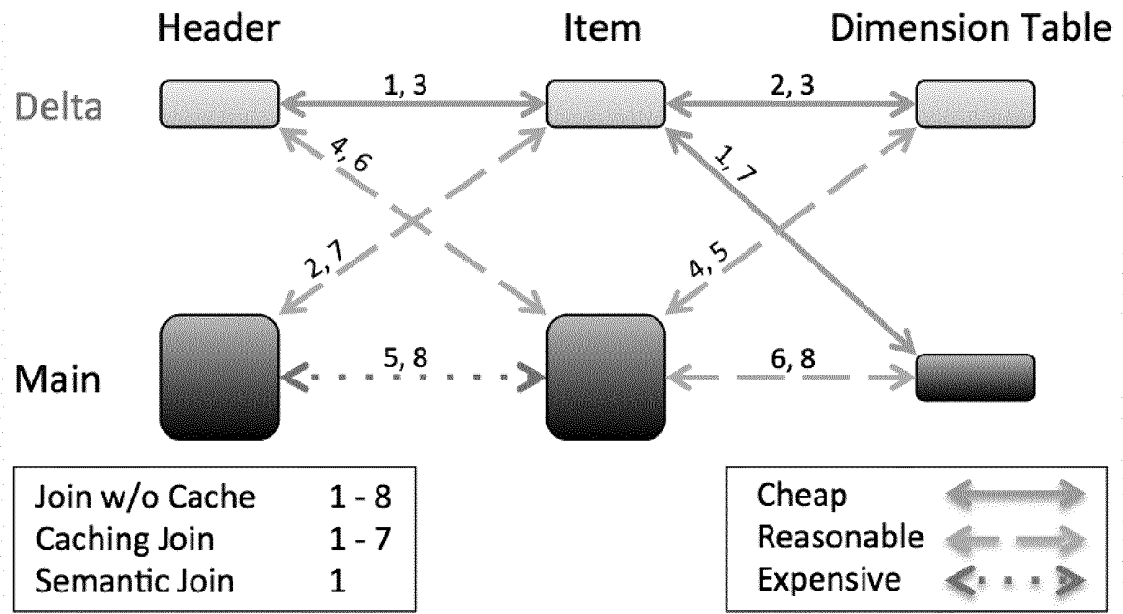 Header Item Dimension Table
Delta
1, 3
2, 3
4, 6
1, 7
2, 7
4, 5
Main
5, 8
6, 8
Join w/o Cache 1 - 8
Caching Join 1 - 7
Semantic Join 1
Cheap
Reasonable
Expensive